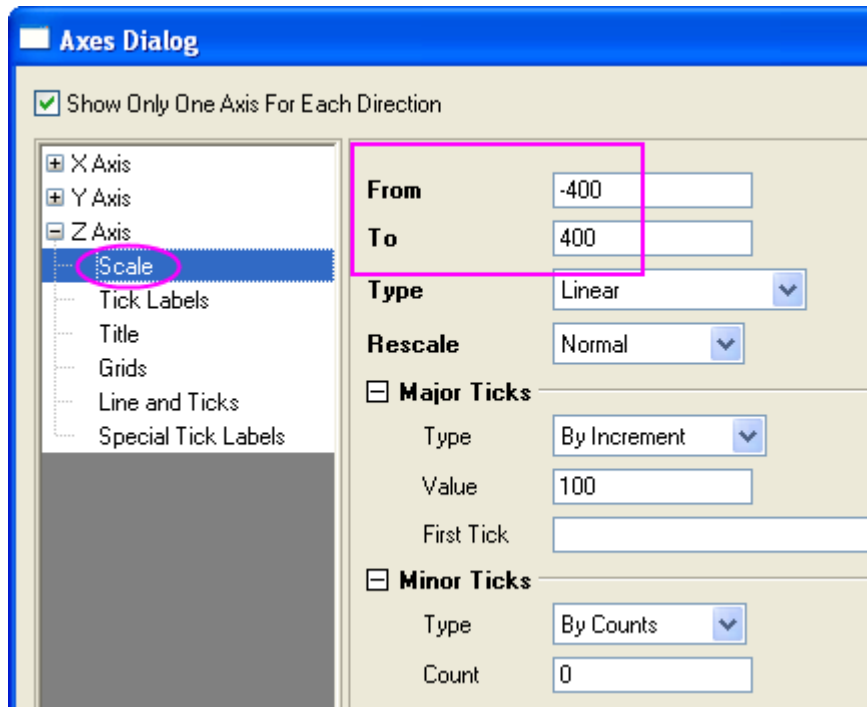 Axes Dialog
Show Only One Axis For Each Direction
X Axis
Y Axis
Z Axis
Scale
Tick Labels
Title
Grids
Line and Ticks
Special Tick Labels
From -400
To 400
Type Linear
Rescale Normal
Major Ticks
Type By Increment
Value 100
First Tick
Minor Ticks
Type By Counts
Count 0